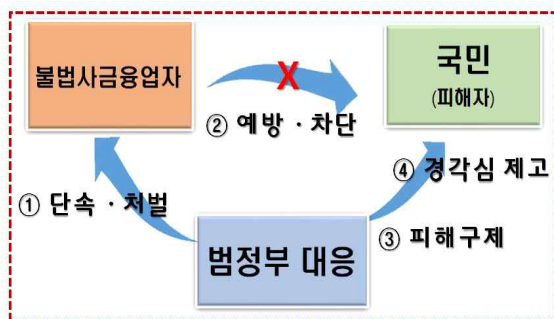 불법사금융업자
X
국민
(피해자)
② 예방 · 차단
④ 경각심 제고
① 단속 · 처벌
③ 피해구제
범정부 대응